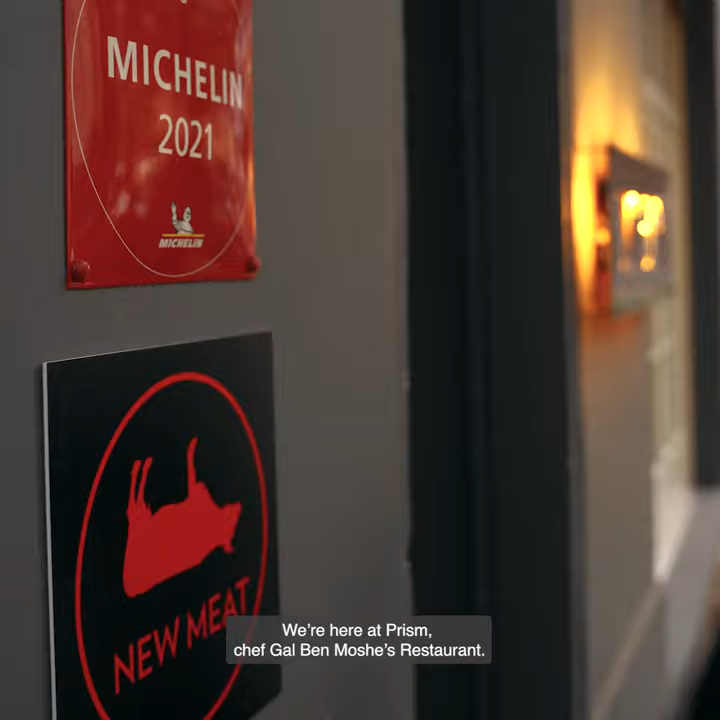 MICHELIN
2021
MICHELIN
NEW MEAT
We're here at Prism,
chef Gal Ben Moshe's Restaurant.